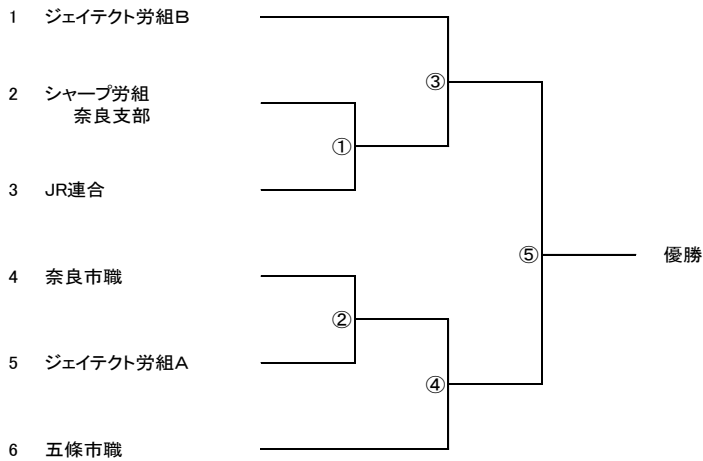 1 ジェイテクト労組B
2 シャープ労組
奈良支部
③
①
3 JR連合
⑤ 優勝
4 奈良市職
②
5 ジェイテクト労組A
④
6 五條市職